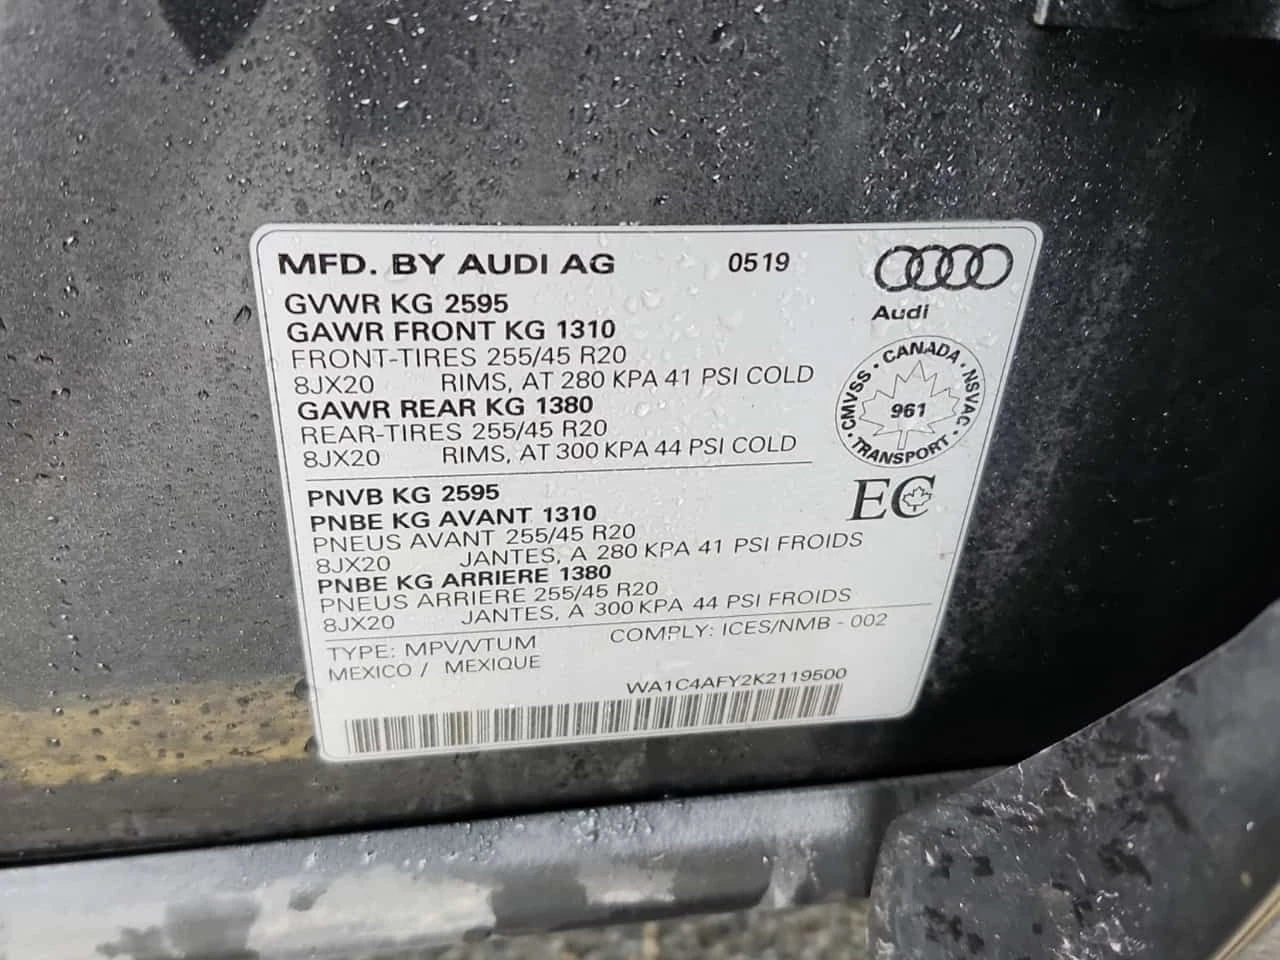 MFD. BY AUDI AG 0519
Audi
GVWR KG 2595
GAWR FRONT KG 1310
FRONT-TIRES 255/45 R20
8JX20 RIMS, AT 280 KPA 41 PSI COLD
GAWR REAR KG 1380
REAR-TIRES 255/45 R20
8JX20 RIMS, AT 300 KPA 44 PSI COLD
CMVSS · CANADA · NSVAC · TRANSPORT ·
961
EC
PNVB KG 2595
PNBE KG AVANT 1310
PNEUS AVANT 255/45 R20
8JX20 JANTES, A 280 KPA 41 PSI FROIDS
PNBE KG ARRIERE 1380
PNEUS ARRIERE 255/45 R20
8JX20 JANTES, A 300 KPA 44 PSI FROIDS
TYPE: MPV/VTUM COMPLY: ICES/NMB - 002
MEXICO / MEXIQUE
WA1C4AFY2K2119500